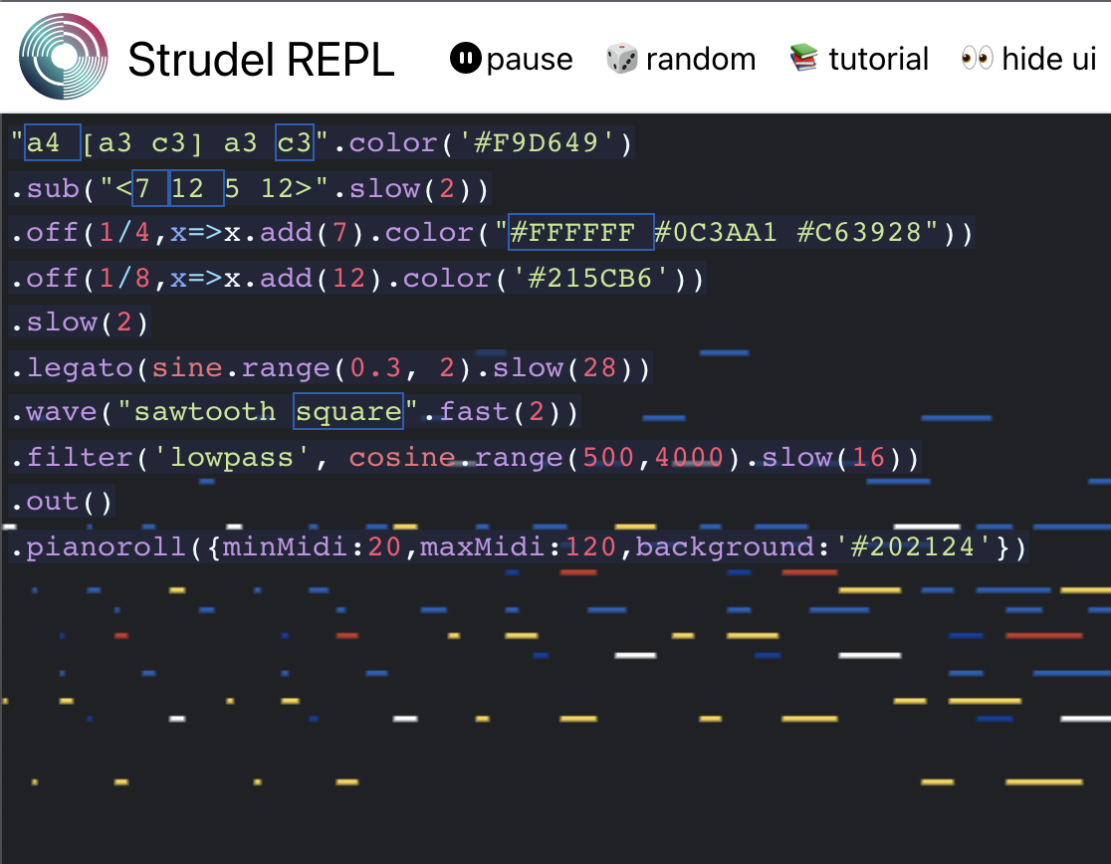 Strudel REPL pause random tutorial hide ui
"a4 [a3 c3] a3 c3".color('#F9D649')
.sub("<7 12 5 12>".slow(2))
.off(1/4,x=>x.add(7).color("#FFFFFF #0C3AA1 #C63928"))
.off(1/8,x=>x.add(12).color('#215CB6'))
.slow(2)
.legato(sine.range(0.3, 2).slow(28))
.wave("sawtooth square".fast(2))
.filter('lowpass', cosine.range(500,4000).slow(16))
.out()
.pianoroll({minMidi:20,maxMidi:120,background:'#202124'})